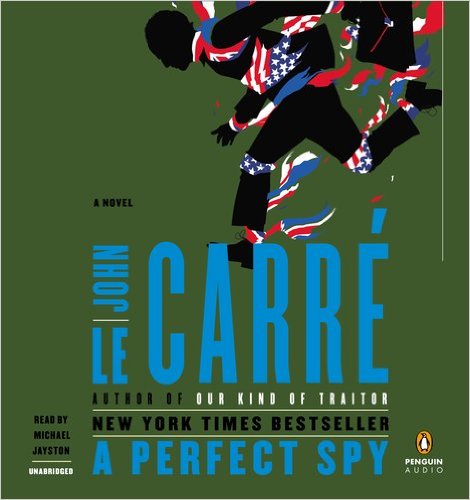 A NOVEL
JOHN
LE CARRÉ
AUTHOR OF OUR KIND OF TRAITOR
NEW YORK TIMES BESTSELLER
A PERFECT SPY
READ BY
MICHAEL
JAYSTON
UNABRIDGED
PENGUIN
AUDIO